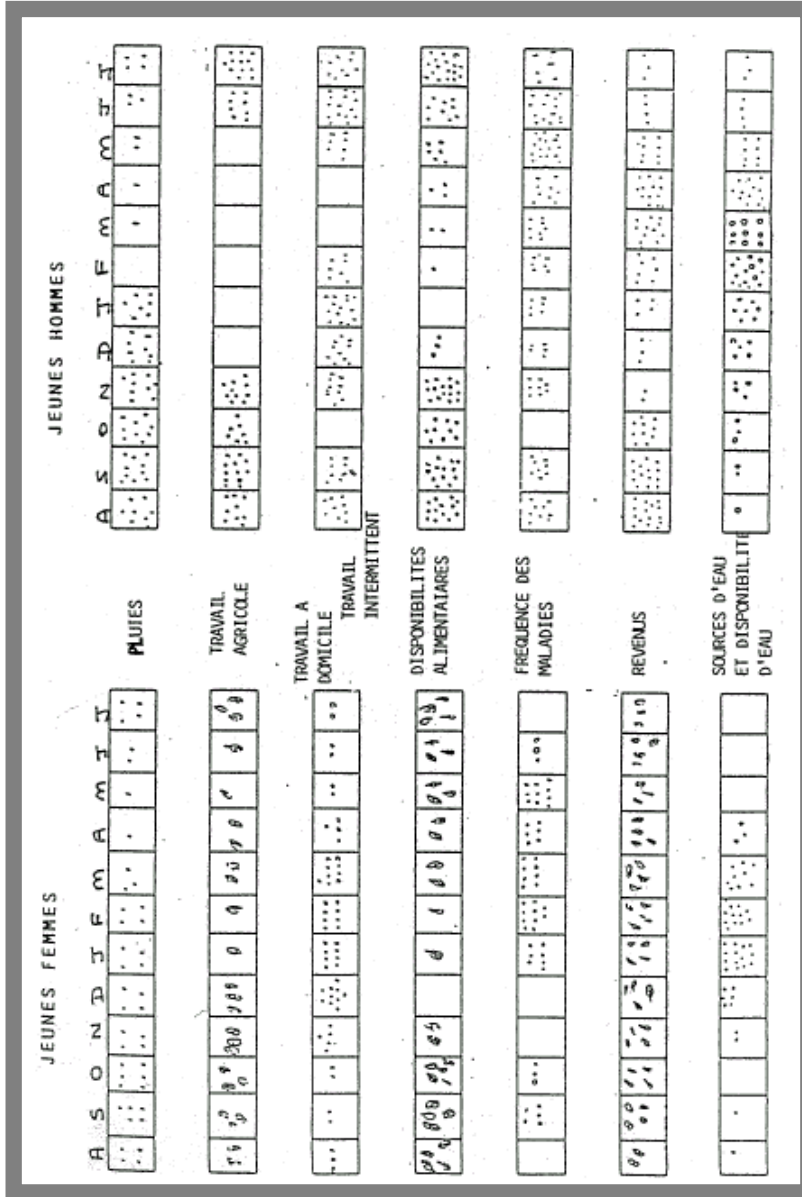 JEUNES FEMMES
JEUNES HOMMES
A S O N D J F M A M J J
A S O N D J F M A M J J
PLUIES
TRAVAIL
AGRICOLE
TRAVAIL A
DOMICILE
TRAVAIL
INTERMITTENT
DISPONIBILITES
ALIMENTAIARES
FREQUENCE DES
MALADIES
REVENUS
SOURCES D'EAU
ET DISPONIBILITE
D'EAU